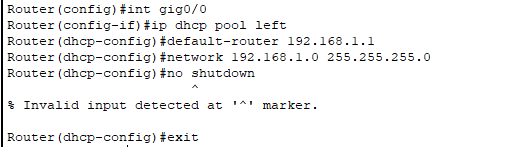 Router(config)#int gig0/0
Router(config-if)#ip dhcp pool left
Router(dhcp-config)#default-router 192.168.1.1
Router(dhcp-config)#network 192.168.1.0 255.255.255.0
Router(dhcp-config)#no shutdown
^
% Invalid input detected at '^' marker.
Router(dhcp-config)#exit